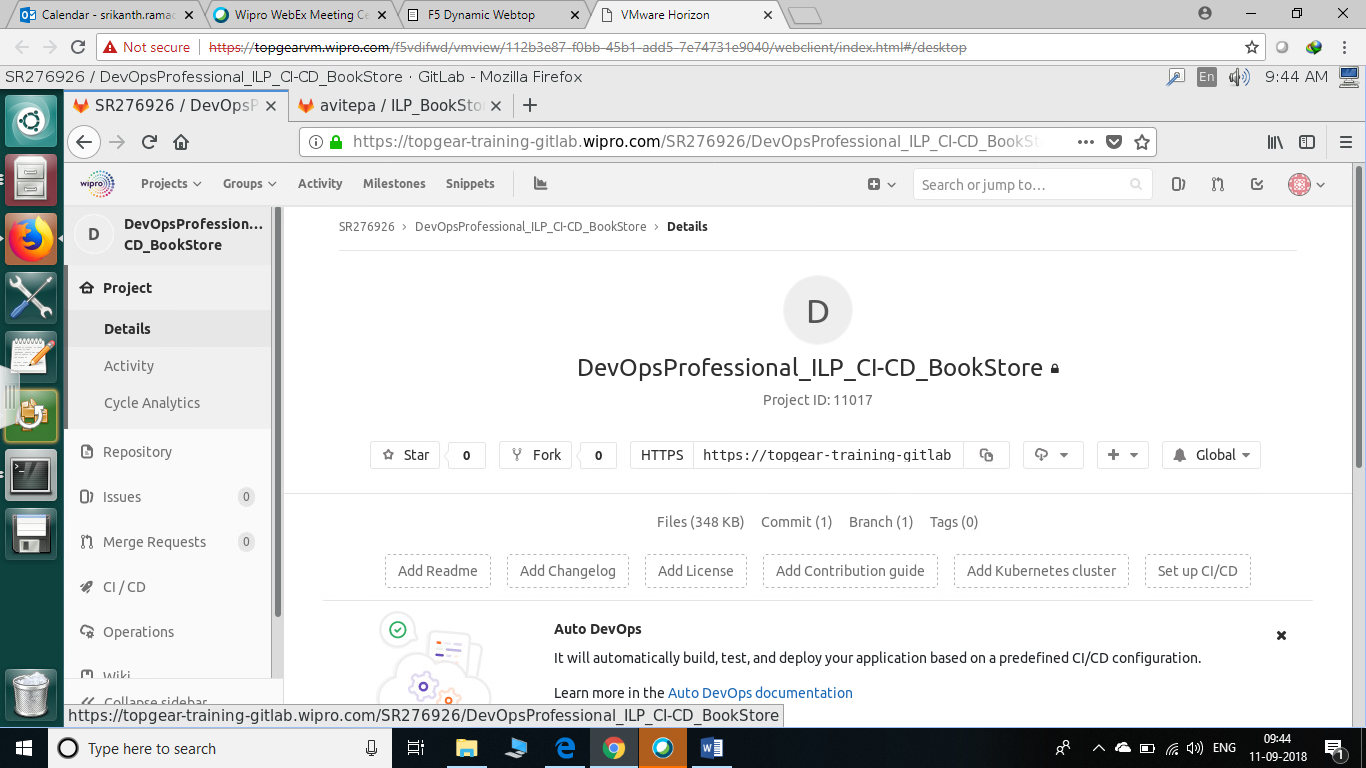 Calendar - srikanth.ramac
Wipro WebEx Meeting Ce
F5 Dynamic Webtop
VMware Horizon
Not secure
https://topgearvm.wipro.com/f5vdifwd/vmview/112b3e87-f0bb-45b1-add5-7e74731e9040/webclient/index.html#/desktop
SR276926 / DevOpsProfessional_ILP_CI-CD_BookStore · GitLab - Mozilla Firefox
En
9:44 AM
SR276926 / DevOpsP
avitepa / ILP_BookStor
https://topgear-training-gitlab.wipro.com/SR276926/DevOpsProfessional_ILP_CI-CD_BookSto
wipro
Projects
Groups
Activity
Milestones
Snippets
Search or jump to…
D
DevOpsProfession...
CD_BookStore
SR276926 › DevOpsProfessional_ILP_CI-CD_BookStore › Details
Project
Details
Activity
Cycle Analytics
Repository
Issues 0
Merge Requests 0
CI / CD
Operations
Wiki
Collapse sidebar
D
DevOpsProfessional_ILP_CI-CD_BookStore
Project ID: 11017
Star 0 Fork 0 HTTPS https://topgear-training-gitlab Global
Files (348 KB) Commit (1) Branch (1) Tags (0)
Add Readme Add Changelog Add License Add Contribution guide Add Kubernetes cluster Set up CI/CD
Auto DevOps
It will automatically build, test, and deploy your application based on a predefined CI/CD configuration.
Learn more in the Auto DevOps documentation
https://topgear-training-gitlab.wipro.com/SR276926/DevOpsProfessional_ILP_CI-CD_BookStore
Type here to search
ENG
09:44
11-09-2018
1